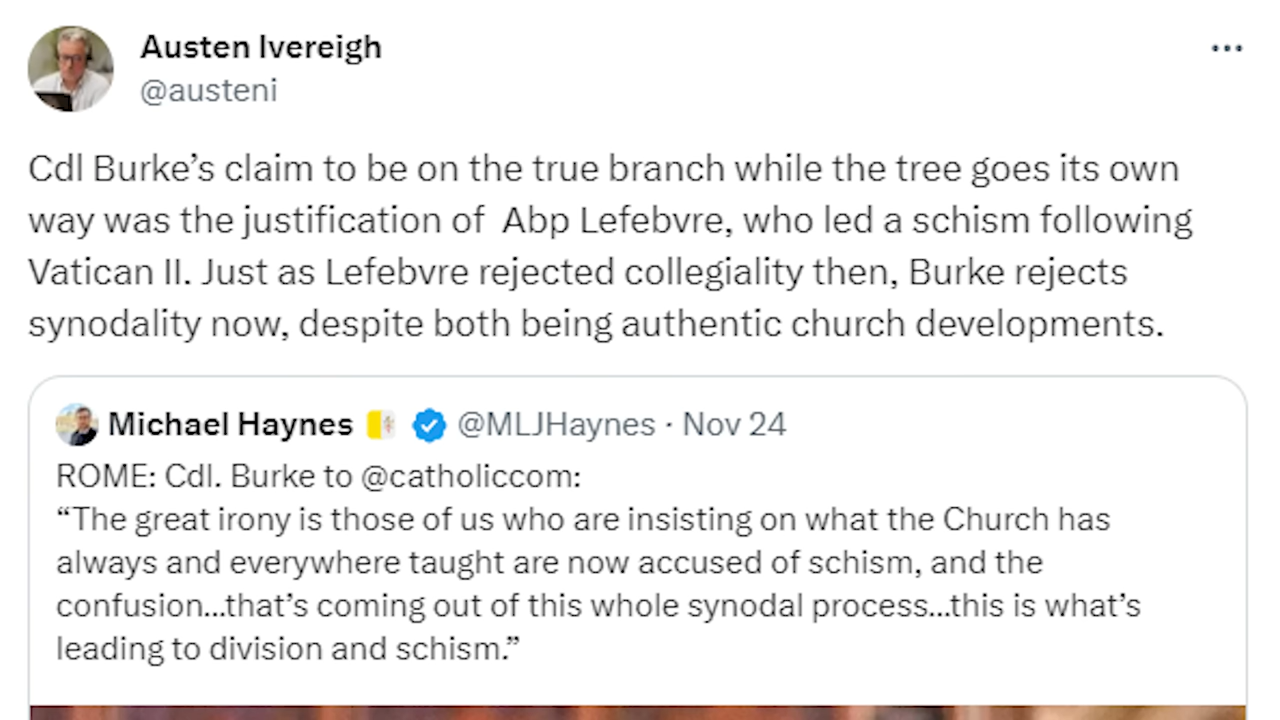 Austen Ivereigh
@austeni
Cdl Burke’s claim to be on the true branch while the tree goes its own
way was the justification of  Abp Lefebvre, who led a schism following
Vatican II. Just as Lefebvre rejected collegiality then, Burke rejects
synodality now, despite both being authentic church developments.
Michael Haynes @MLJHaynes · Nov 24
ROME: Cdl. Burke to @catholiccom:
“The great irony is those of us who are insisting on what the Church has
always and everywhere taught are now accused of schism, and the
confusion...that’s coming out of this whole synodal process...this is what’s
leading to division and schism.”